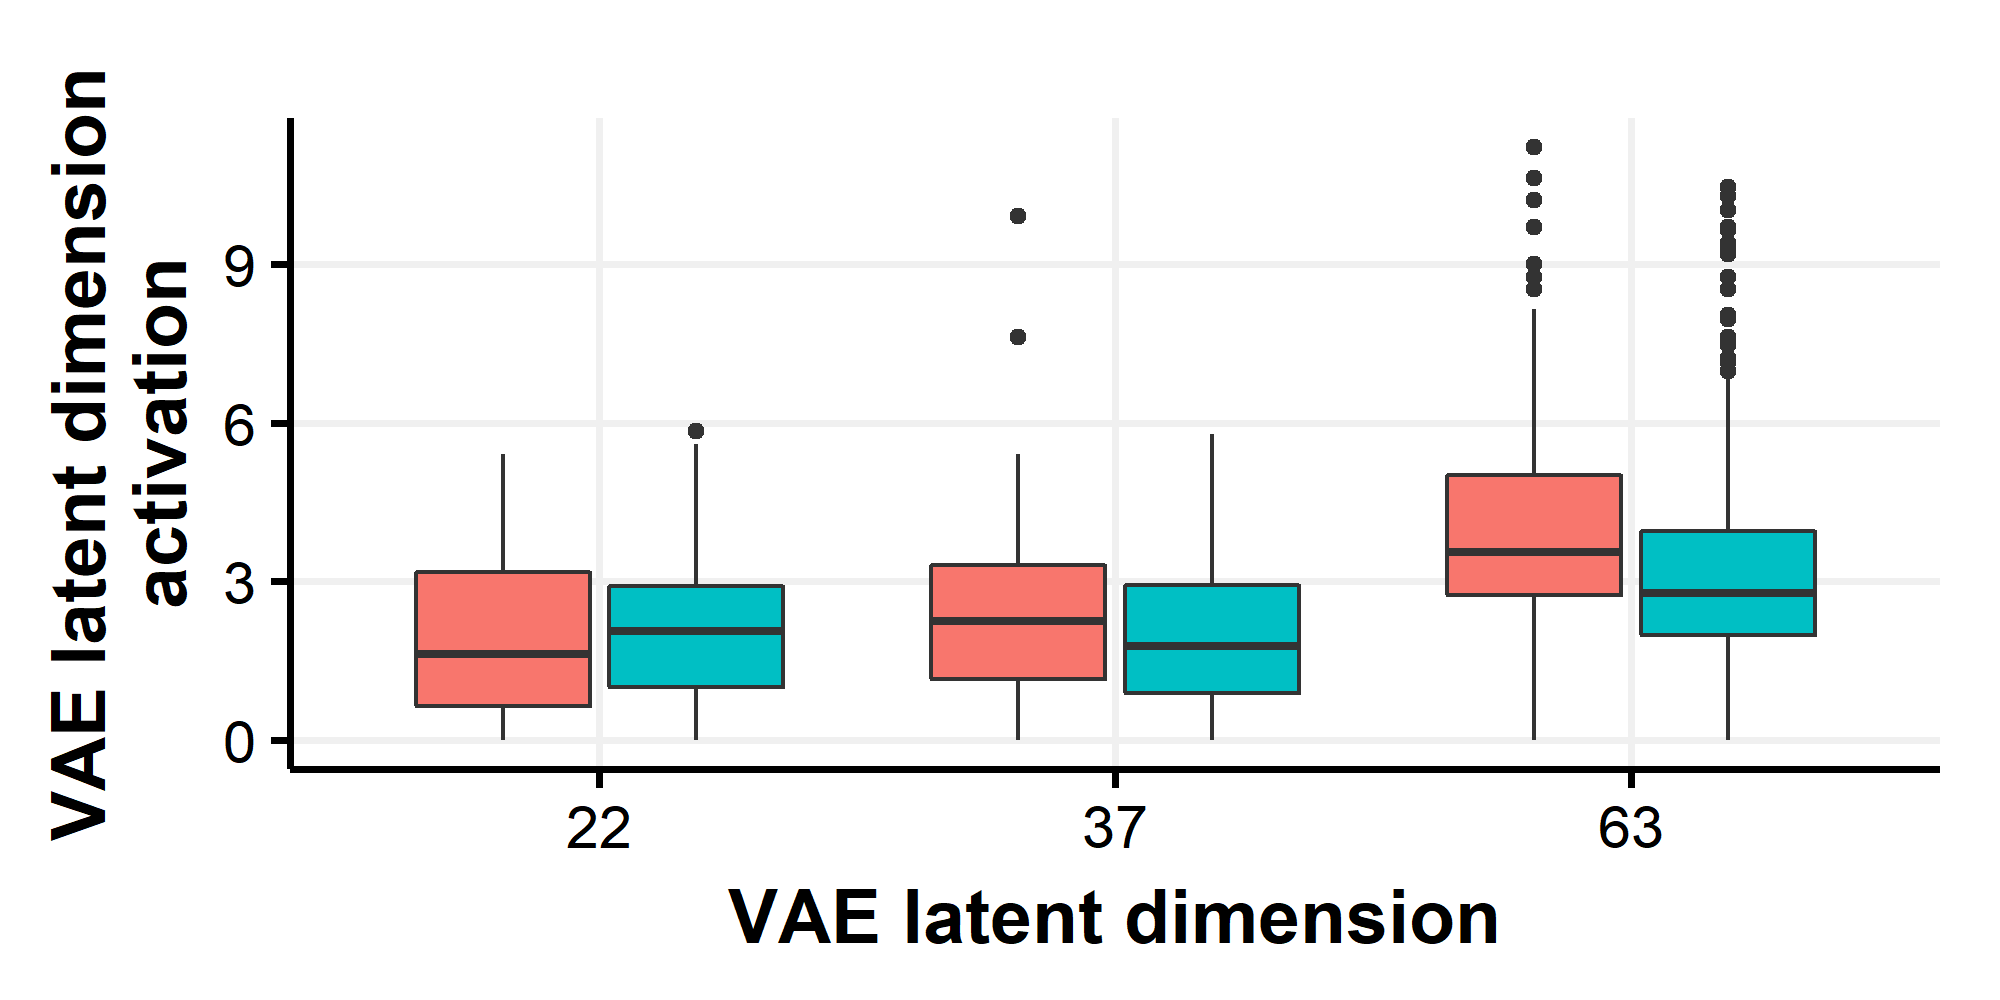 VAE latent dimension
activation
9
6
3
0
22 37 63
VAE latent dimension